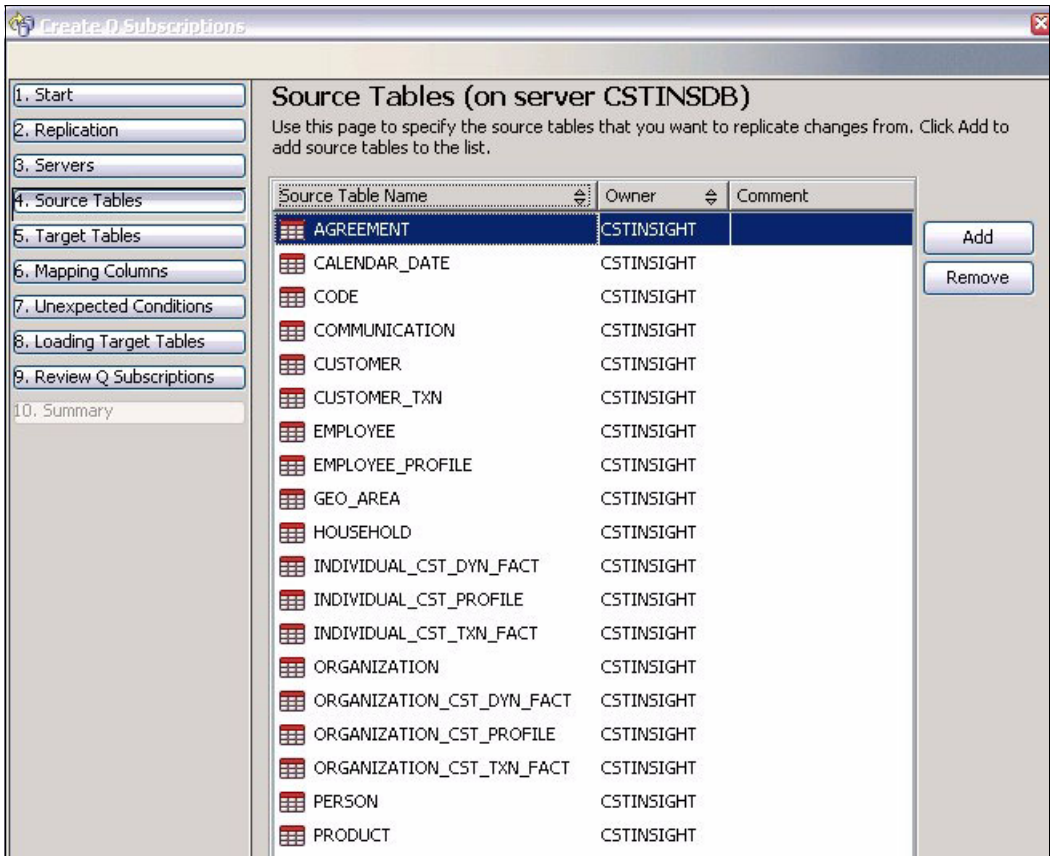 Create Q Subscriptions
1. Start
2. Replication
3. Servers
4. Source Tables
5. Target Tables
6. Mapping Columns
7. Unexpected Conditions
8. Loading Target Tables
9. Review Q Subscriptions
10. Summary
Source Tables (on server CSTINSDB)
Use this page to specify the source tables that you want to replicate changes from. Click Add to
add source tables to the list.
Source Table Name Owner Comment
AGREEMENT CSTINSIGHT
CALENDAR_DATE CSTINSIGHT
CODE CSTINSIGHT
COMMUNICATION CSTINSIGHT
CUSTOMER CSTINSIGHT
CUSTOMER_TXN CSTINSIGHT
EMPLOYEE CSTINSIGHT
EMPLOYEE_PROFILE CSTINSIGHT
GEO_AREA CSTINSIGHT
HOUSEHOLD CSTINSIGHT
INDIVIDUAL_CST_DYN_FACT CSTINSIGHT
INDIVIDUAL_CST_PROFILE CSTINSIGHT
INDIVIDUAL_CST_TXN_FACT CSTINSIGHT
ORGANIZATION CSTINSIGHT
ORGANIZATION_CST_DYN_FACT CSTINSIGHT
ORGANIZATION_CST_PROFILE CSTINSIGHT
ORGANIZATION_CST_TXN_FACT CSTINSIGHT
PERSON CSTINSIGHT
PRODUCT CSTINSIGHT
Add
Remove